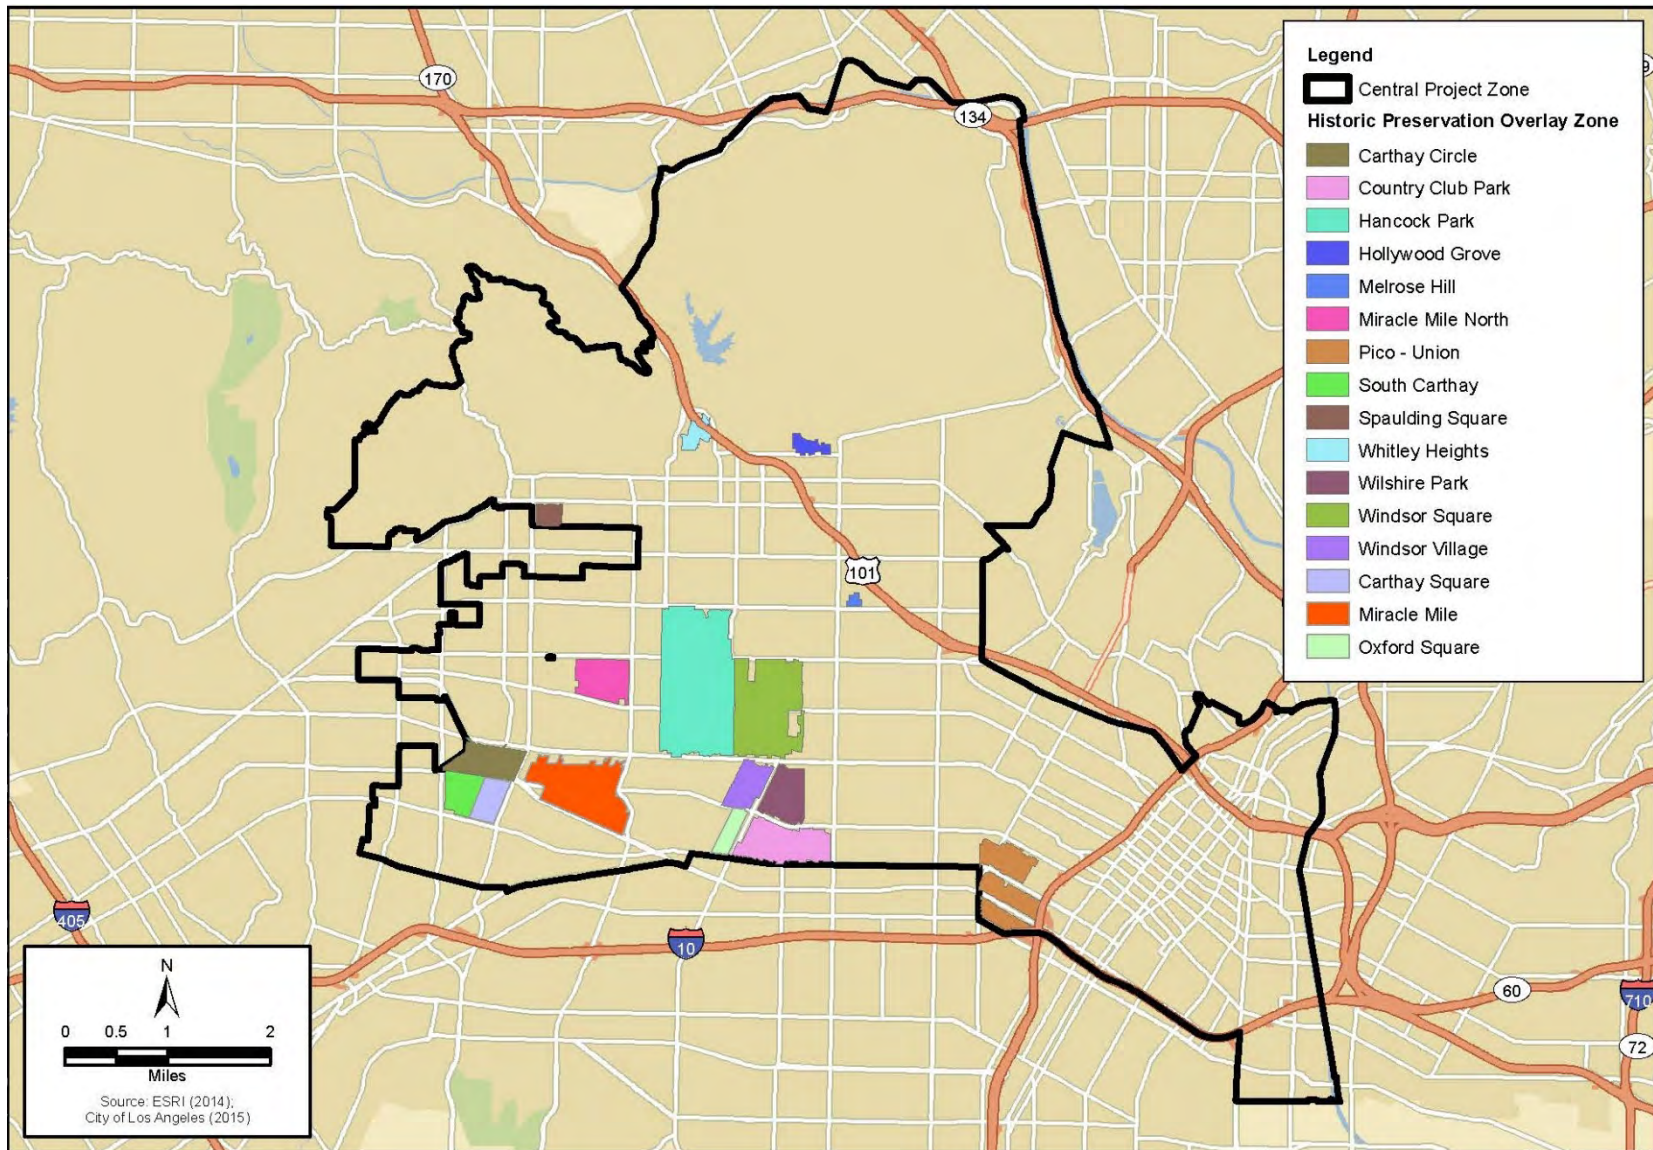 170
134
101
405
10
60
710
72
Legend
Central Project Zone
Historic Preservation Overlay Zone
Carthay Circle
Country Club Park
Hancock Park
Hollywood Grove
Melrose Hill
Miracle Mile North
Pico - Union
South Carthay
Spaulding Square
Whitley Heights
Wilshire Park
Windsor Square
Windsor Village
Carthay Square
Miracle Mile
Oxford Square
N
0 0.5 1 2
Miles
Source: ESRI (2014);
City of Los Angeles (2015)